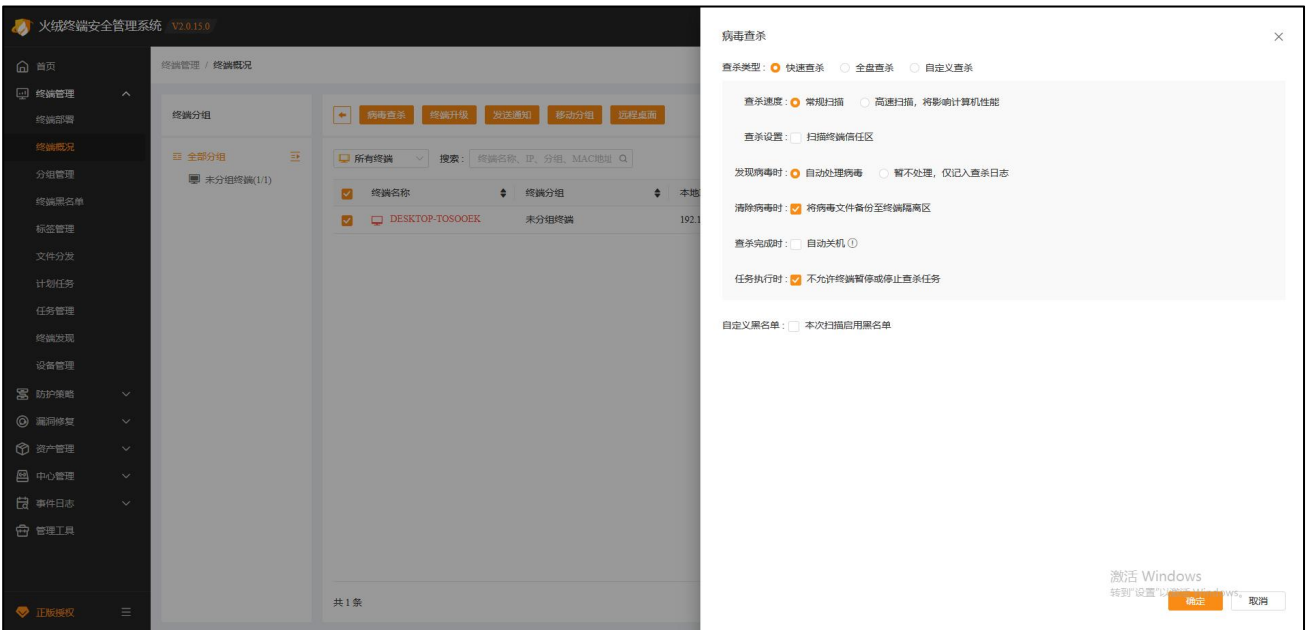 火绒终端安全管理系统 V2.0.15.0
首页
终端管理
终端部署
终端概况
分组管理
终端黑名单
标签管理
文件分发
计划任务
任务管理
终端发现
设备管理
防护策略
漏洞修复
资产管理
中心管理
事件日志
管理工具
正版授权
终端管理 / 终端概况
终端分组
全部分组
未分组终端(1/1)
病毒查杀 终端升级 发送通知 移动分组 远程桌面
所有终端 搜索: 终端名称、IP、分组、MAC地址
终端名称 终端分组 本地
DESKTOP-TOSOOEK 未分组终端 192.1
共1条
病毒查杀
查杀类型: 快速查杀 全盘查杀 自定义查杀
查杀速度: 常规扫描 高速扫描，将影响计算机性能
查杀设置: 扫描终端信任区
发现病毒时: 自动处理病毒 暂不处理，仅记入查杀日志
清除病毒时: 将病毒文件备份至终端隔离区
查杀完成时: 自动关机
任务执行时: 不允许终端暂停或停止查杀任务
自定义黑名单: 本次扫描启用黑名单
激活 Windows
转到"设置"以激活 Windows。
确定 取消